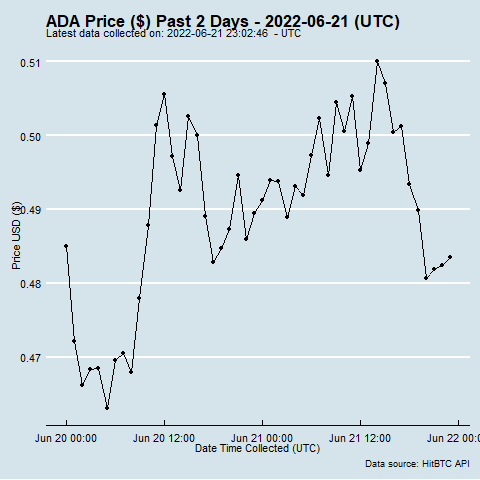 ADA Price ($) Past 2 Days - 2022-06-21 (UTC)
Latest data collected on: 2022-06-21 23:02:46  - UTC
0.51
0.50
0.49
0.48
0.47
Price USD ($)
Jun 20 00:00
Jun 20 12:00
Jun 21 00:00
Jun 21 12:00
Jun 22 00:00
Date Time Collected (UTC)
Data source: HitBTC API